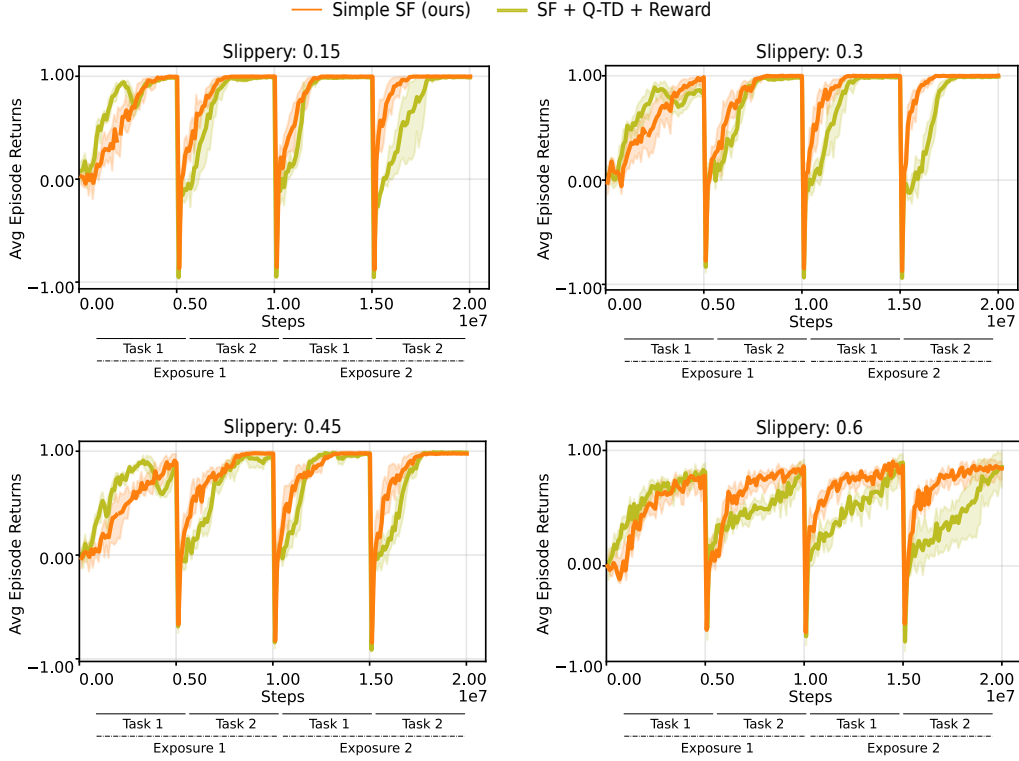 Simple SF (ours) SF + Q-TD + Reward
Slippery: 0.15
Avg Episode Returns
1.00
0.00
−1.00
0.00 0.50 1.00 1.50 2.00
Steps 1e7
Task 1 Task 2 Task 1 Task 2
Exposure 1 Exposure 2
Slippery: 0.3
Avg Episode Returns
1.00
0.00
−1.00
0.00 0.50 1.00 1.50 2.00
Steps 1e7
Task 1 Task 2 Task 1 Task 2
Exposure 1 Exposure 2
Slippery: 0.45
Avg Episode Returns
1.00
0.00
−1.00
0.00 0.50 1.00 1.50 2.00
Steps 1e7
Task 1 Task 2 Task 1 Task 2
Exposure 1 Exposure 2
Slippery: 0.6
Avg Episode Returns
1.00
0.00
−1.00
0.00 0.50 1.00 1.50 2.00
Steps 1e7
Task 1 Task 2 Task 1 Task 2
Exposure 1 Exposure 2